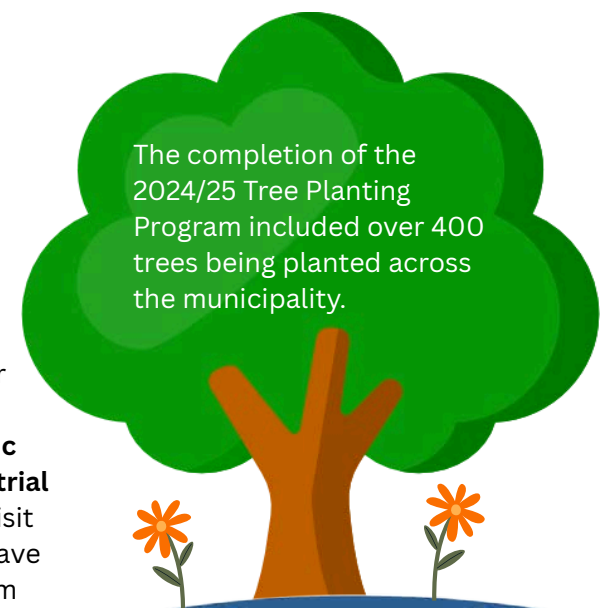 The completion of the
2024/25 Tree Planting
Program included over 400
trees being planted across
the municipality.